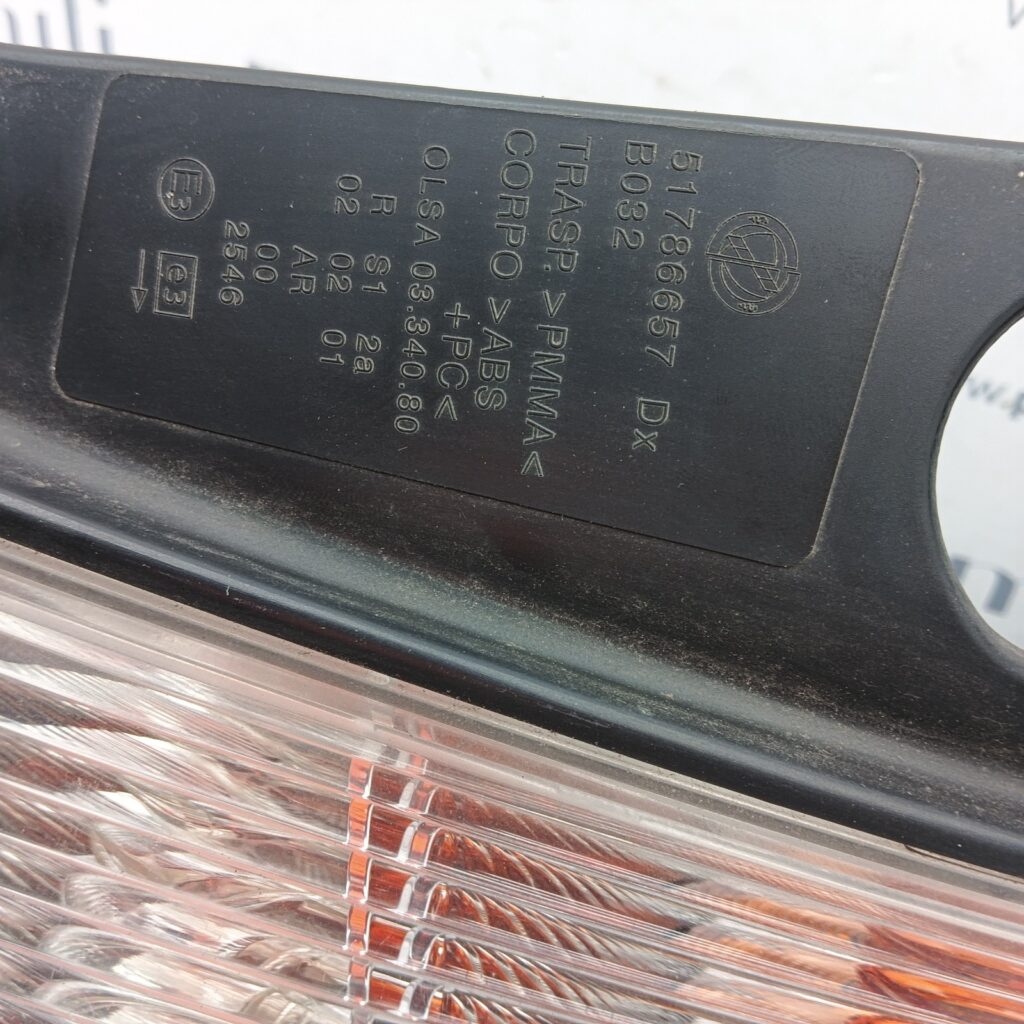 51786657 Dx
B032
TRASP. >PMMA<
CORPO >ABS
+PC<
OLSA 03.340.80
R S1 2a
02 02 01
AR
00
2546
E3
e3